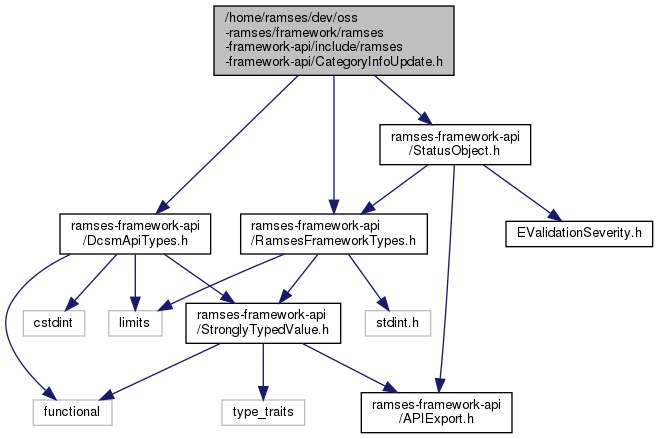 /home/ramses/dev/oss
-ramses/framework/ramses
-framework-api/include/ramses
-framework-api/CategoryInfoUpdate.h
ramses-framework-api
/StatusObject.h
ramses-framework-api
/DcsmApiTypes.h
ramses-framework-api
/RamsesFrameworkTypes.h
EValidationSeverity.h
cstdint
limits
ramses-framework-api
/StronglyTypedValue.h
stdint.h
functional
type_traits
ramses-framework-api
/APIExport.h